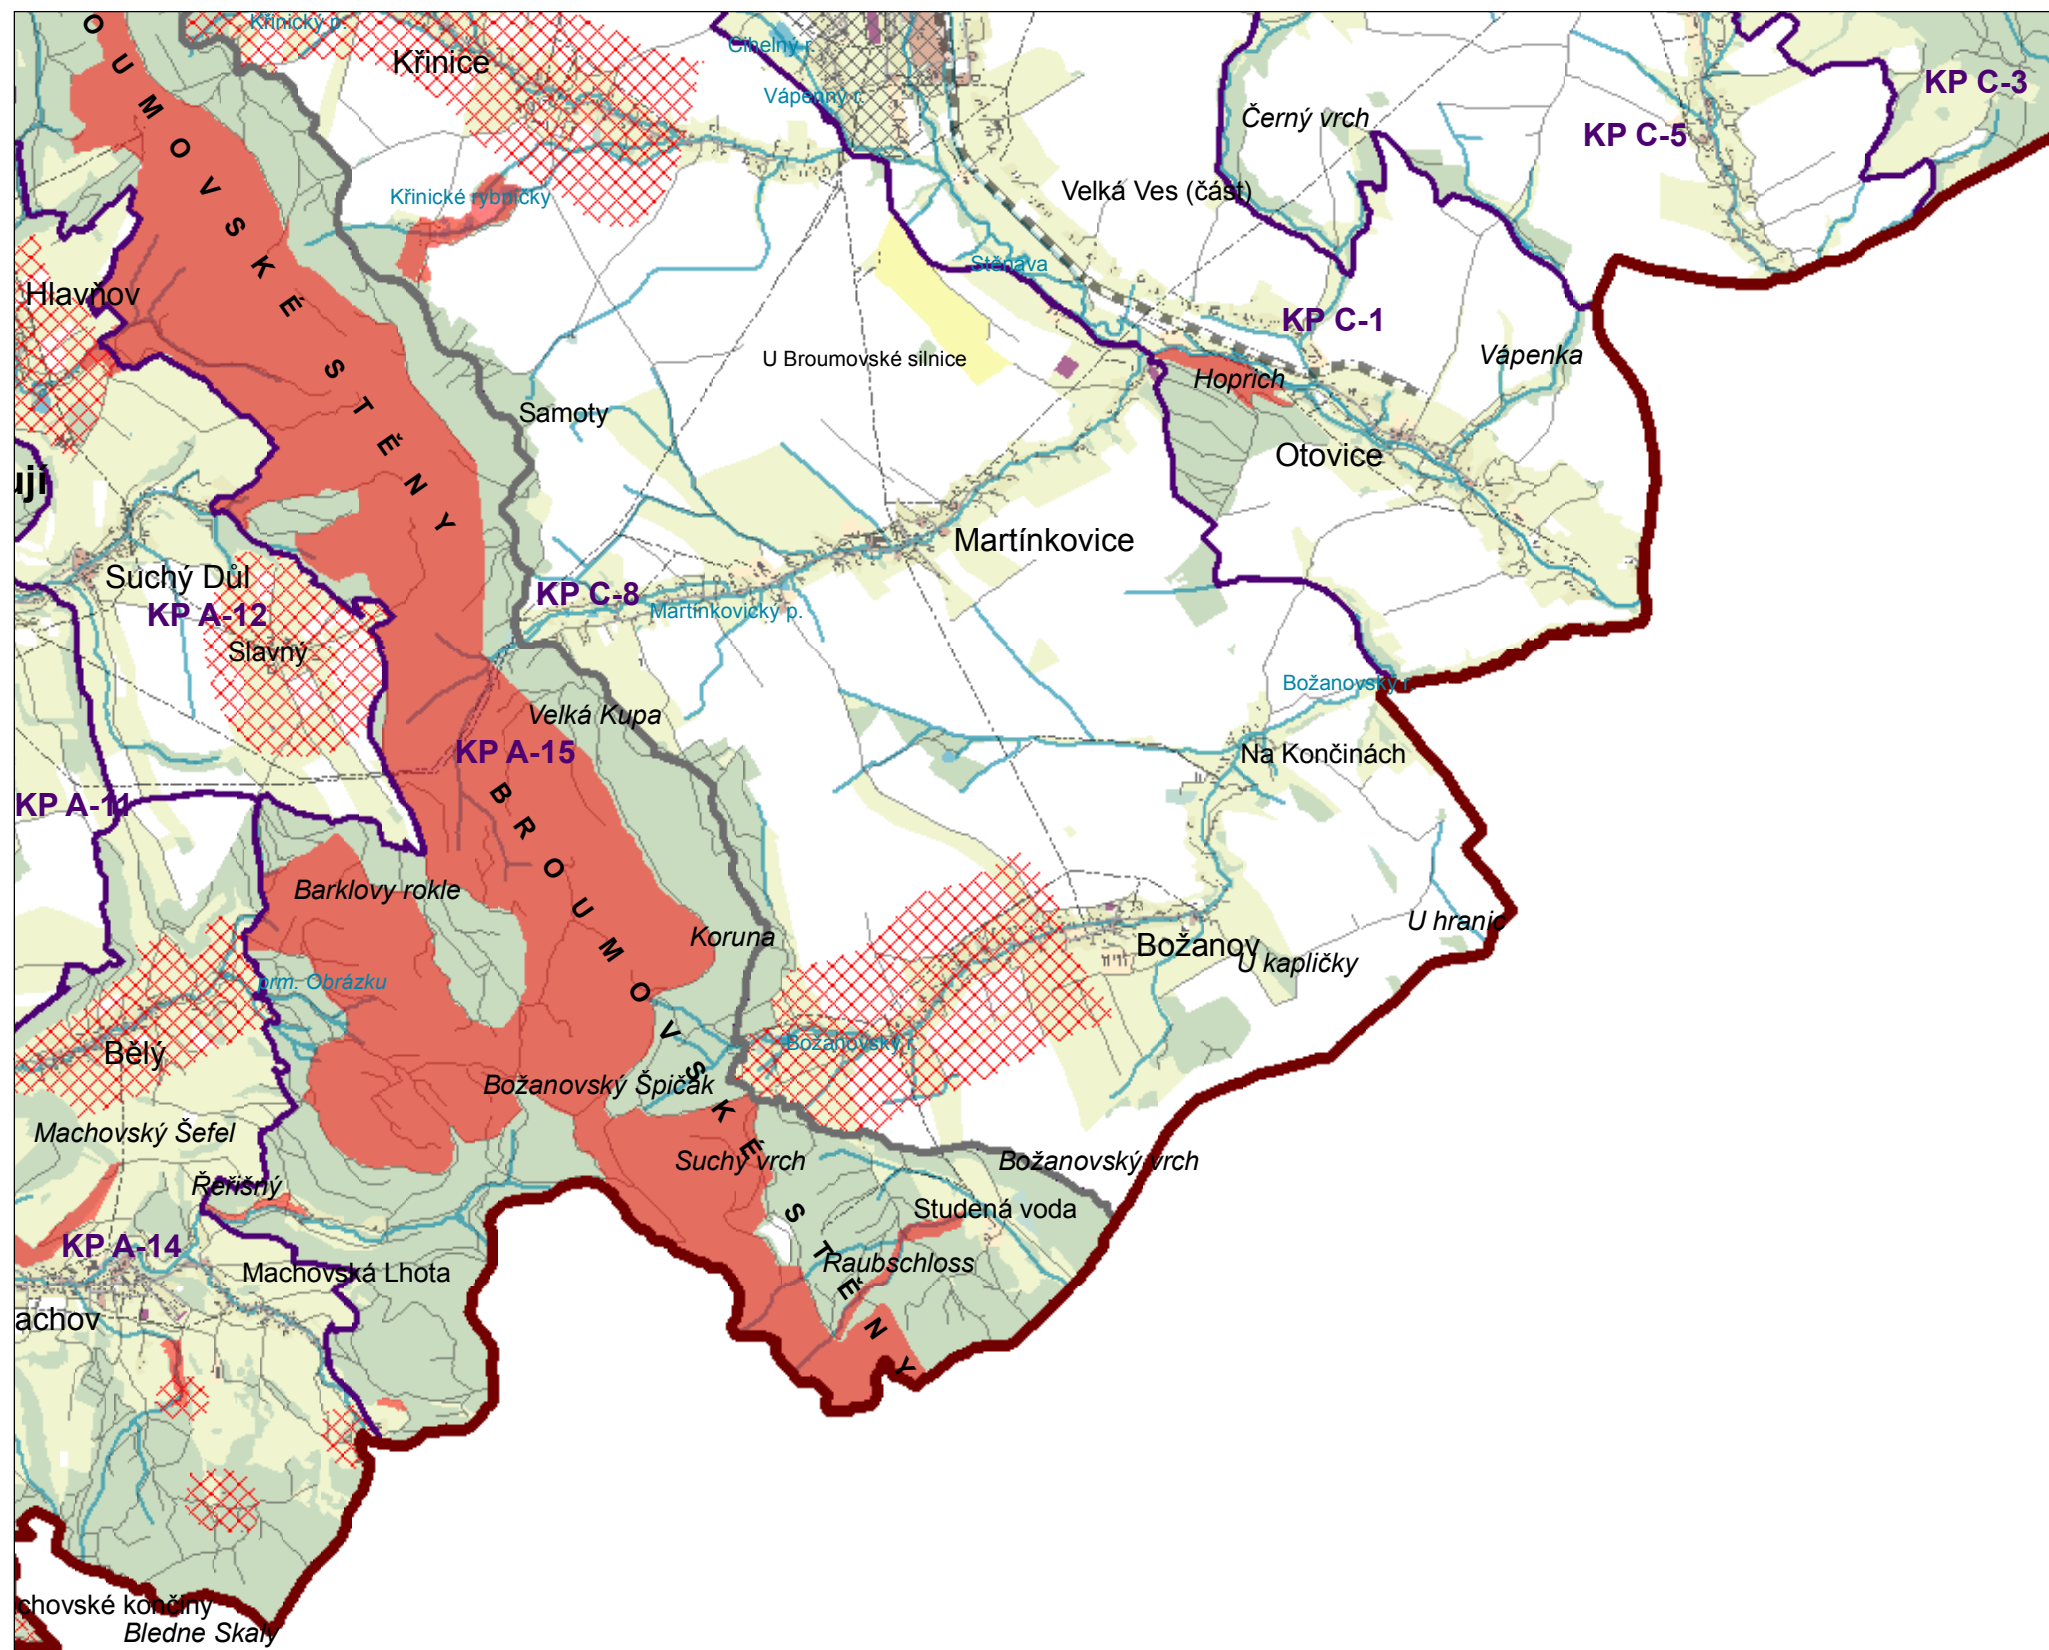 OUMOVSKÉ STĚNY
Křinický p.
Křinice
Cihelný r.
Vápenný r.
Černý vrch
KP C-5
KP C-3
Křinické rybníčky
Velká Ves (část)
Stěnava
Hlavňov
KP C-1
U Broumovské silnice
Hoprich
Vápenka
Samoty
Otovice
ují
Martínkovice
Suchý Důl
KP A-12
KP C-8
Martínkovický p.
Slavný
Velká Kupa
Božanovský r.
KP A-15
Na Končinách
KP A-11
BROUMOVSKÉ STĚNY
Barklovy rokle
Koruna
Božanov
U hranic
U kapličky
prm. Obrázku
Bělý
Božanovský r.
Božanovský Špičák
Machovský Šefel
Suchý vrch
Božanovský vrch
Řeřišný
Studená voda
KP A-14
Machovská Lhota
Raubschloss
achov
chovské končiny
Bledne Skały